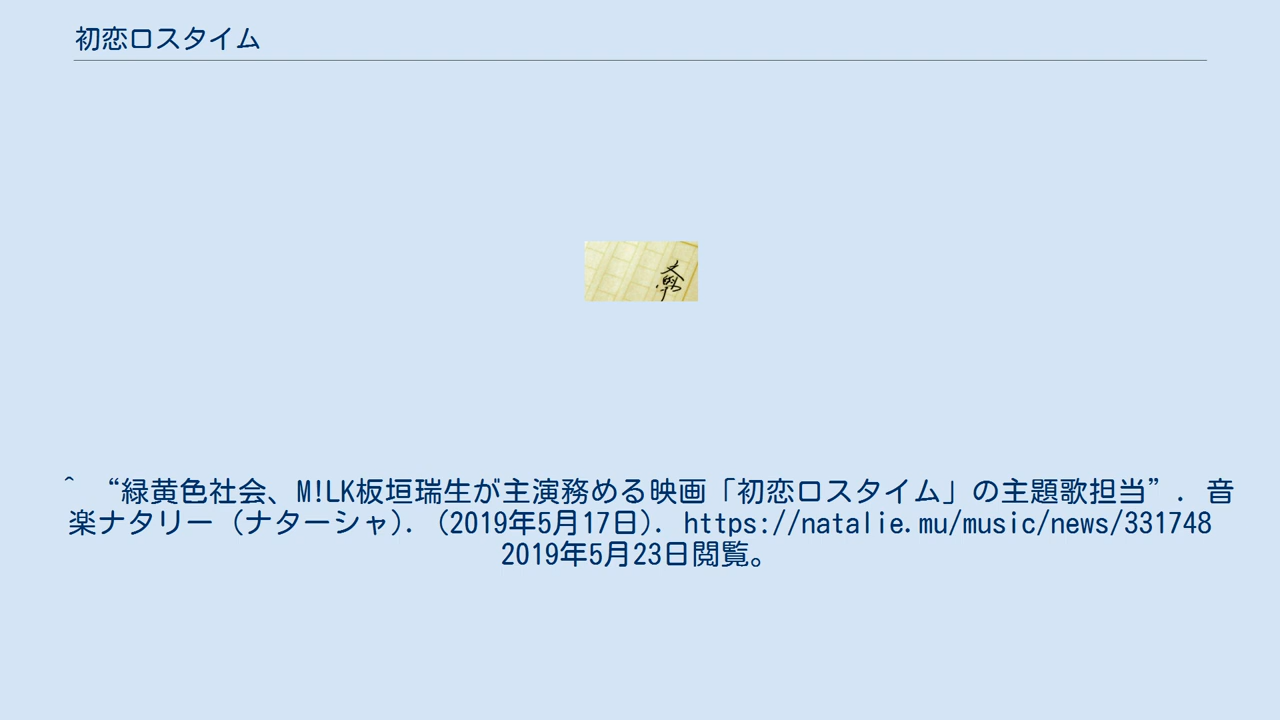 初恋ロスタイム
^ “緑黄色社会、M!LK板垣瑞生が主演務める映画「初恋ロスタイム」の主題歌担当”. 音
楽ナタリー (ナターシャ). (2019年5月17日). https://natalie.mu/music/news/331748
2019年5月23日閲覧。